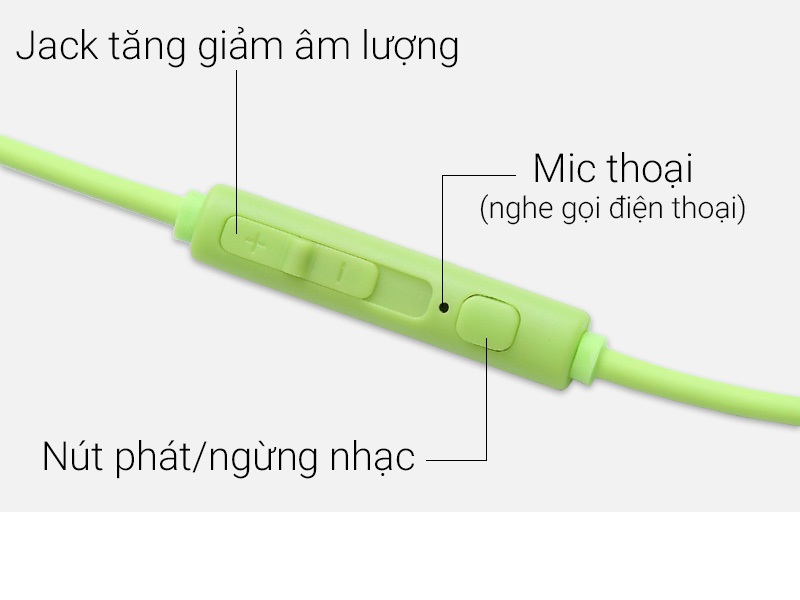 Jack tăng giảm âm lượng
Mic thoại
(nghe gọi điện thoại)
+
-
Nút phát/ngừng nhạc